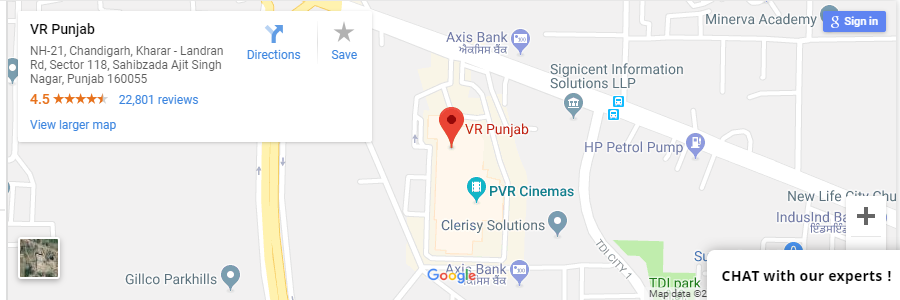 VR Punjab
NH-21, Chandigarh, Kharar - Landran
Rd, Sector 118, Sahibzada Ajit Singh
Nagar, Punjab 160055
4.5 22,801 reviews
View larger map
Directions
Save
Axis Bank
ਐਕਸਿਸ ਬੈਂਕ
Minerva Academy
g Sign in
Signicent Information
Solutions LLP
VR Punjab
HP Petrol Pump
PVR Cinemas
New Life City Chu
Clerisy Solutions
IndusInd Ban
ਇੰਡਸਇੰਡ
TDI CITY 1
Gillco Parkhills
Google
Axis Bank
ਐਕਸਿਸ ਬੈਂਕ
Su
TDI park
Map data ©2
CHAT with our experts !